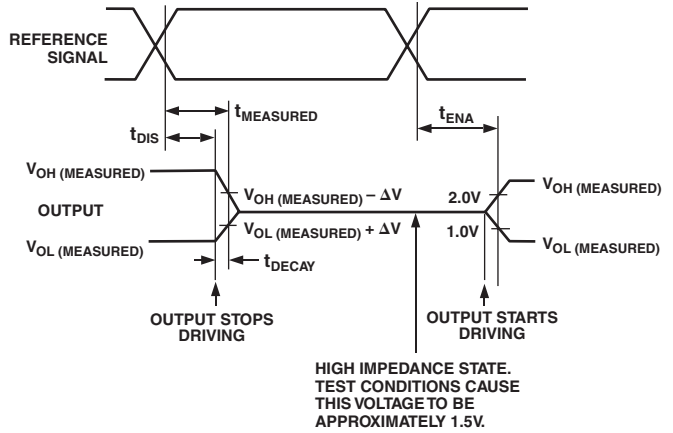 REFERENCE
SIGNAL
tMEASURED
tENA
tDIS
VOH (MEASURED)
VOH (MEASURED) – ΔV
2.0V
VOH (MEASURED)
OUTPUT
VOL (MEASURED) + ΔV
1.0V
VOL (MEASURED)
VOL (MEASURED)
tDECAY
OUTPUT STOPS
DRIVING
OUTPUT STARTS
DRIVING
HIGH IMPEDANCE STATE.
TEST CONDITIONS CAUSE
THIS VOLTAGE TO BE
APPROXIMATELY 1.5V.